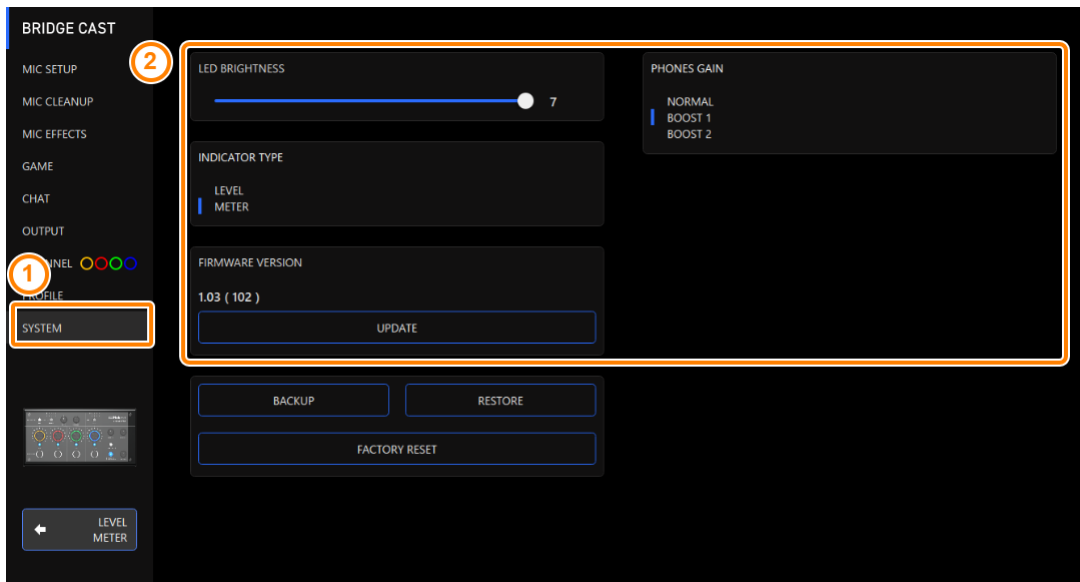 BRIDGE CAST
MIC SETUP
MIC CLEANUP
MIC EFFECTS
GAME
CHAT
OUTPUT
NNEL
PROFILE
SYSTEM
1
2
LED BRIGHTNESS
7
INDICATOR TYPE
LEVEL
METER
FIRMWARE VERSION
1.03 ( 102 )
UPDATE
BACKUP
RESTORE
FACTORY RESET
PHONES GAIN
NORMAL
BOOST 1
BOOST 2
LEVEL
METER